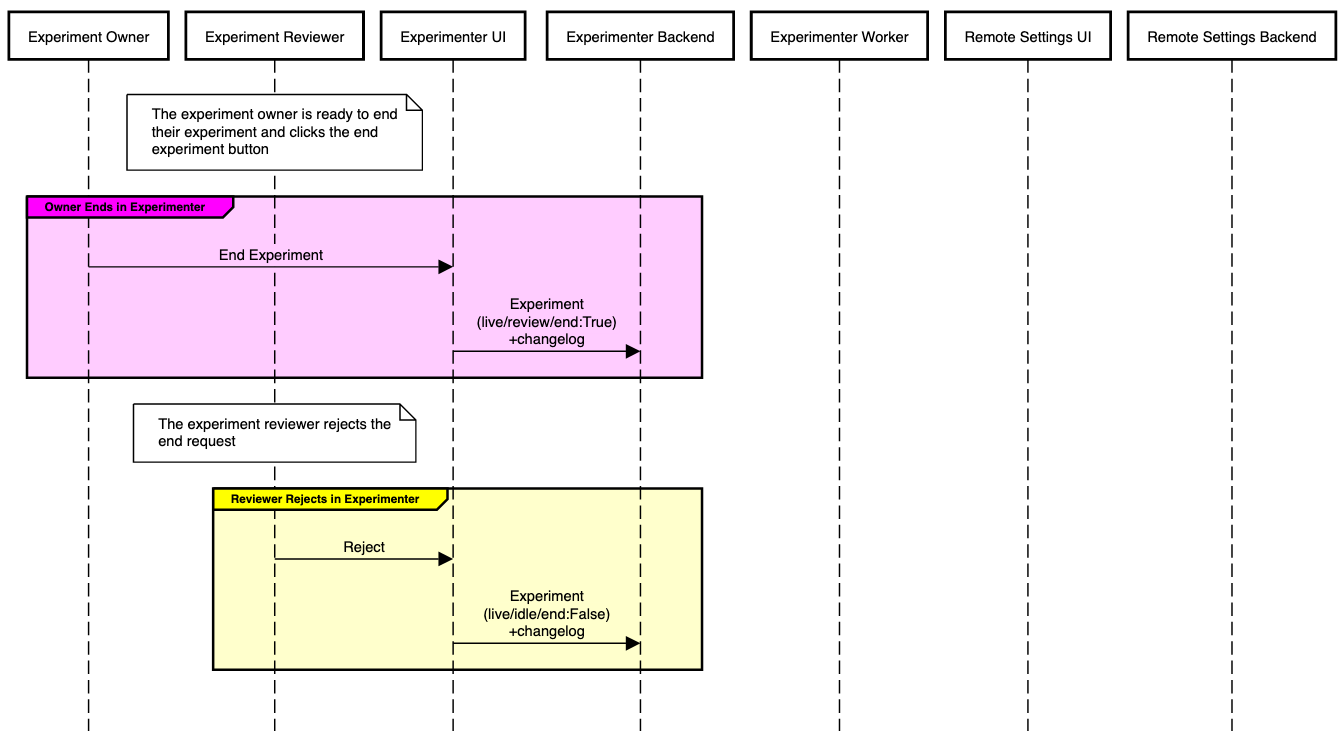 Experiment Owner
Experiment Reviewer
Experimenter UI
Experimenter Backend
Experimenter Worker
Remote Settings UI
Remote Settings Backend
The experiment owner is ready to end
their experiment and clicks the end
experiment button
Owner Ends in Experimenter
End Experiment
Experiment
(live/review/end:True)
+changelog
The experiment reviewer rejects the
end request
Reviewer Rejects in Experimenter
Reject
Experiment
(live/idle/end:False)
+changelog